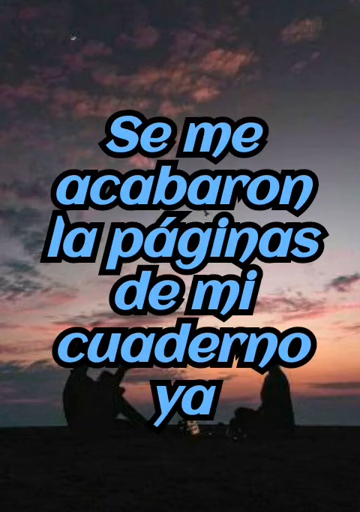 Se me
acabaron
la páginas
de mi
cuaderno
ya